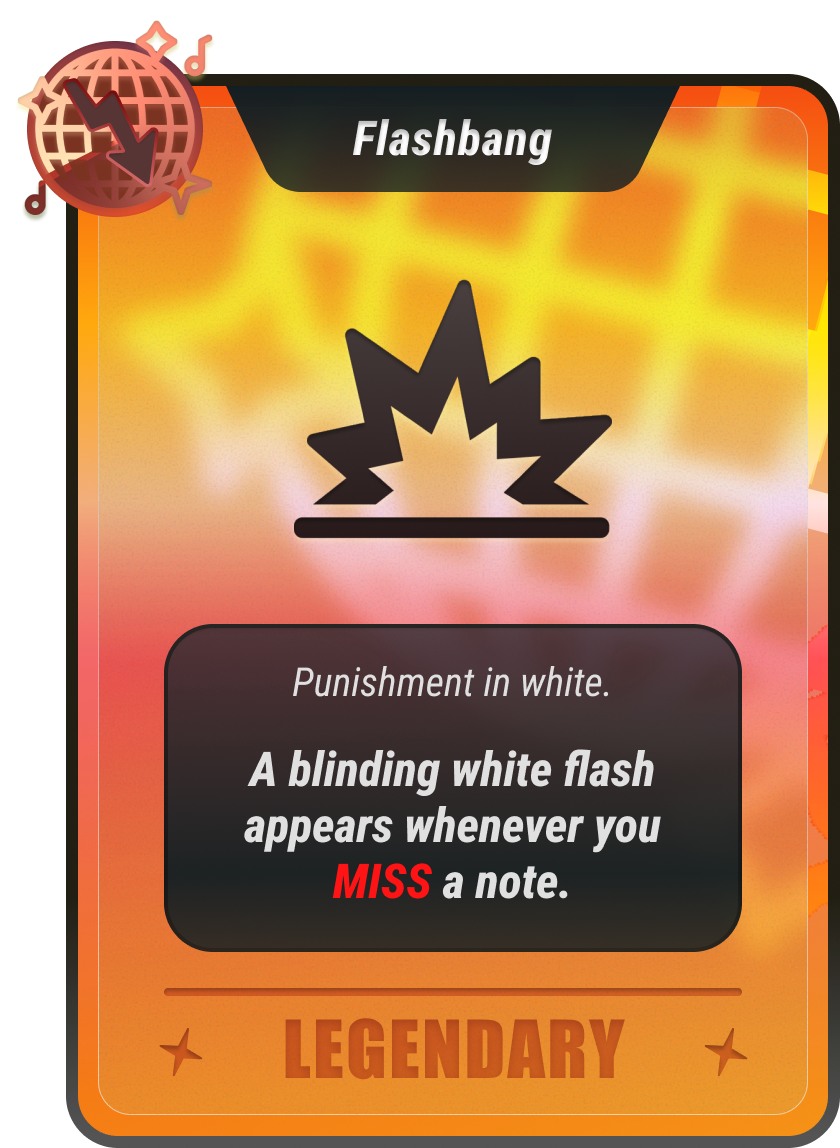 Flashbang
Punishment in white.
A blinding white flash
appears whenever you
MISS a note.
LEGENDARY